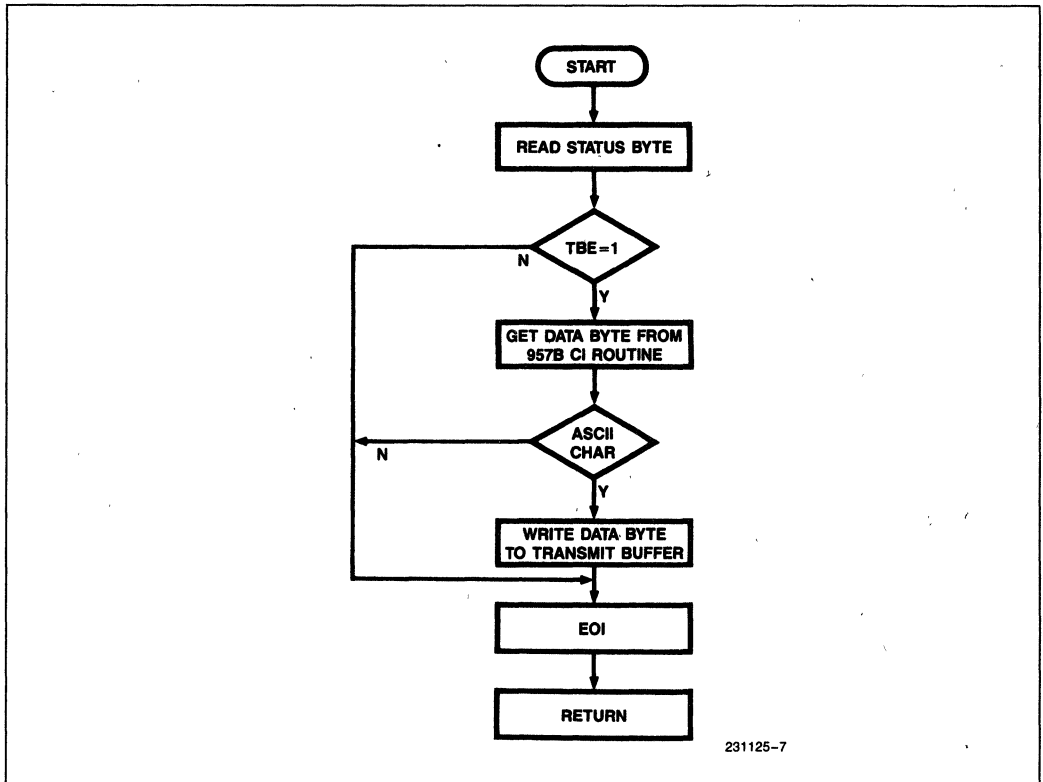 START
READ STATUS BYTE
TBE=1
N
Y
GET DATA BYTE FROM
957B CI ROUTINE
ASCII
CHAR
N
Y
WRITE DATA BYTE
TO TRANSMIT BUFFER
EOI
RETURN
231125-7